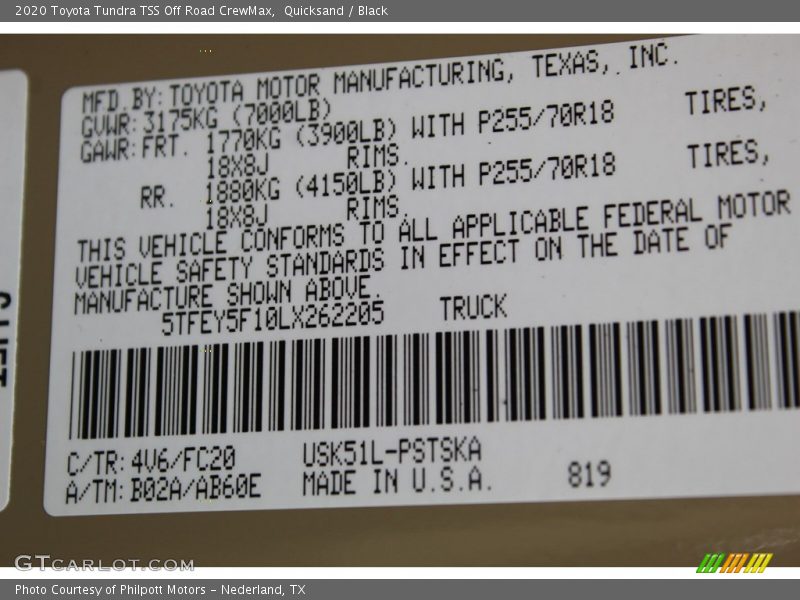 2020 Toyota Tundra TSS Off Road CrewMax, Quicksand / Black
MFD.BY:TOYOTA MOTOR MANUFACTURING, TEXAS, INC.
GVWR:3175KG (7000LB)
GAWR:FRT. 1770KG (3900LB) WITH P255/70R18 TIRES,
18X8J RIMS.
RR. 1880KG (4150LB) WITH P255/70R18 TIRES,
18X8J RIMS.
THIS VEHICLE CONFORMS TO ALL APPLICABLE FEDERAL MOTOR
VEHICLE SAFETY STANDARDS IN EFFECT ON THE DATE OF
MANUFACTURE SHOWN ABOVE.
5TFEY5F10LX262205 TRUCK
C/TR:4V6/FC20 USK51L-PSTSKA
A/TM:B02A/AB60E MADE IN U.S.A. 819
GTCARLOT.COM
Photo Courtesy of Philpott Motors - Nederland, TX